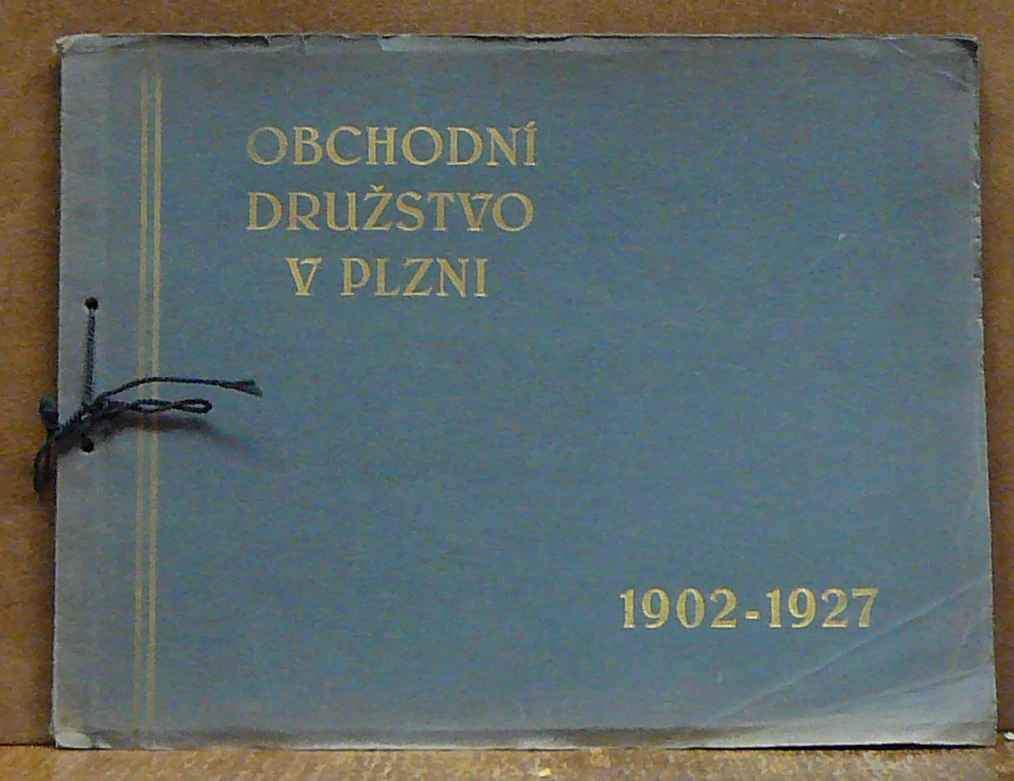 OBCHODNÍ
DRUŽSTVO
V PLZNI
1902-1927